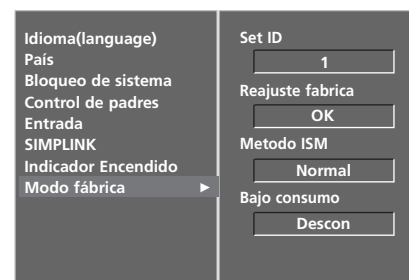 Idioma(language)
País
Bloqueo de sistema
Control de padres
Entrada
SIMPLINK
Indicador Encendido
Modo fábrica ►
Set ID
1
Reajuste fabrica
OK
Metodo ISM
Normal
Bajo consumo
Descon